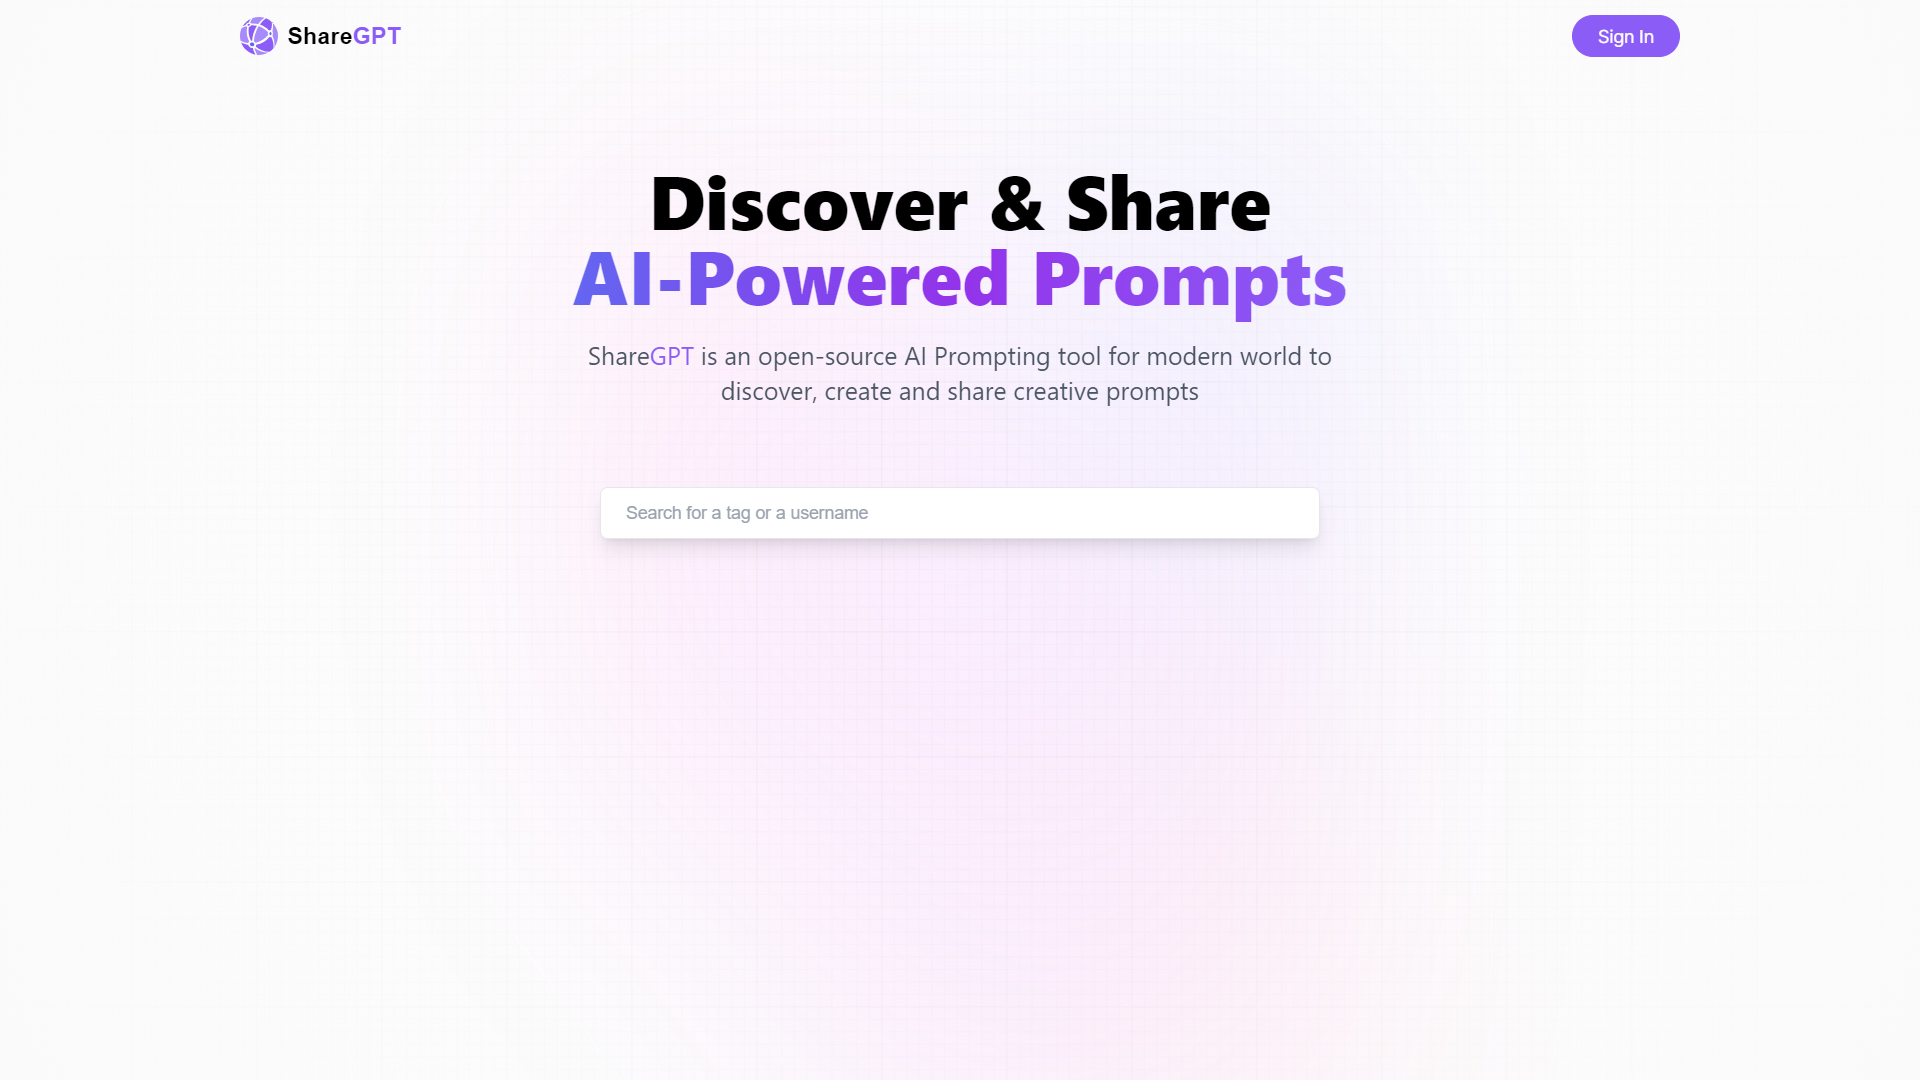 ShareGPT
Sign In
Discover & Share
AI-Powered Prompts
ShareGPT is an open-source AI Prompting tool for modern world to
discover, create and share creative prompts
Search for a tag or a username